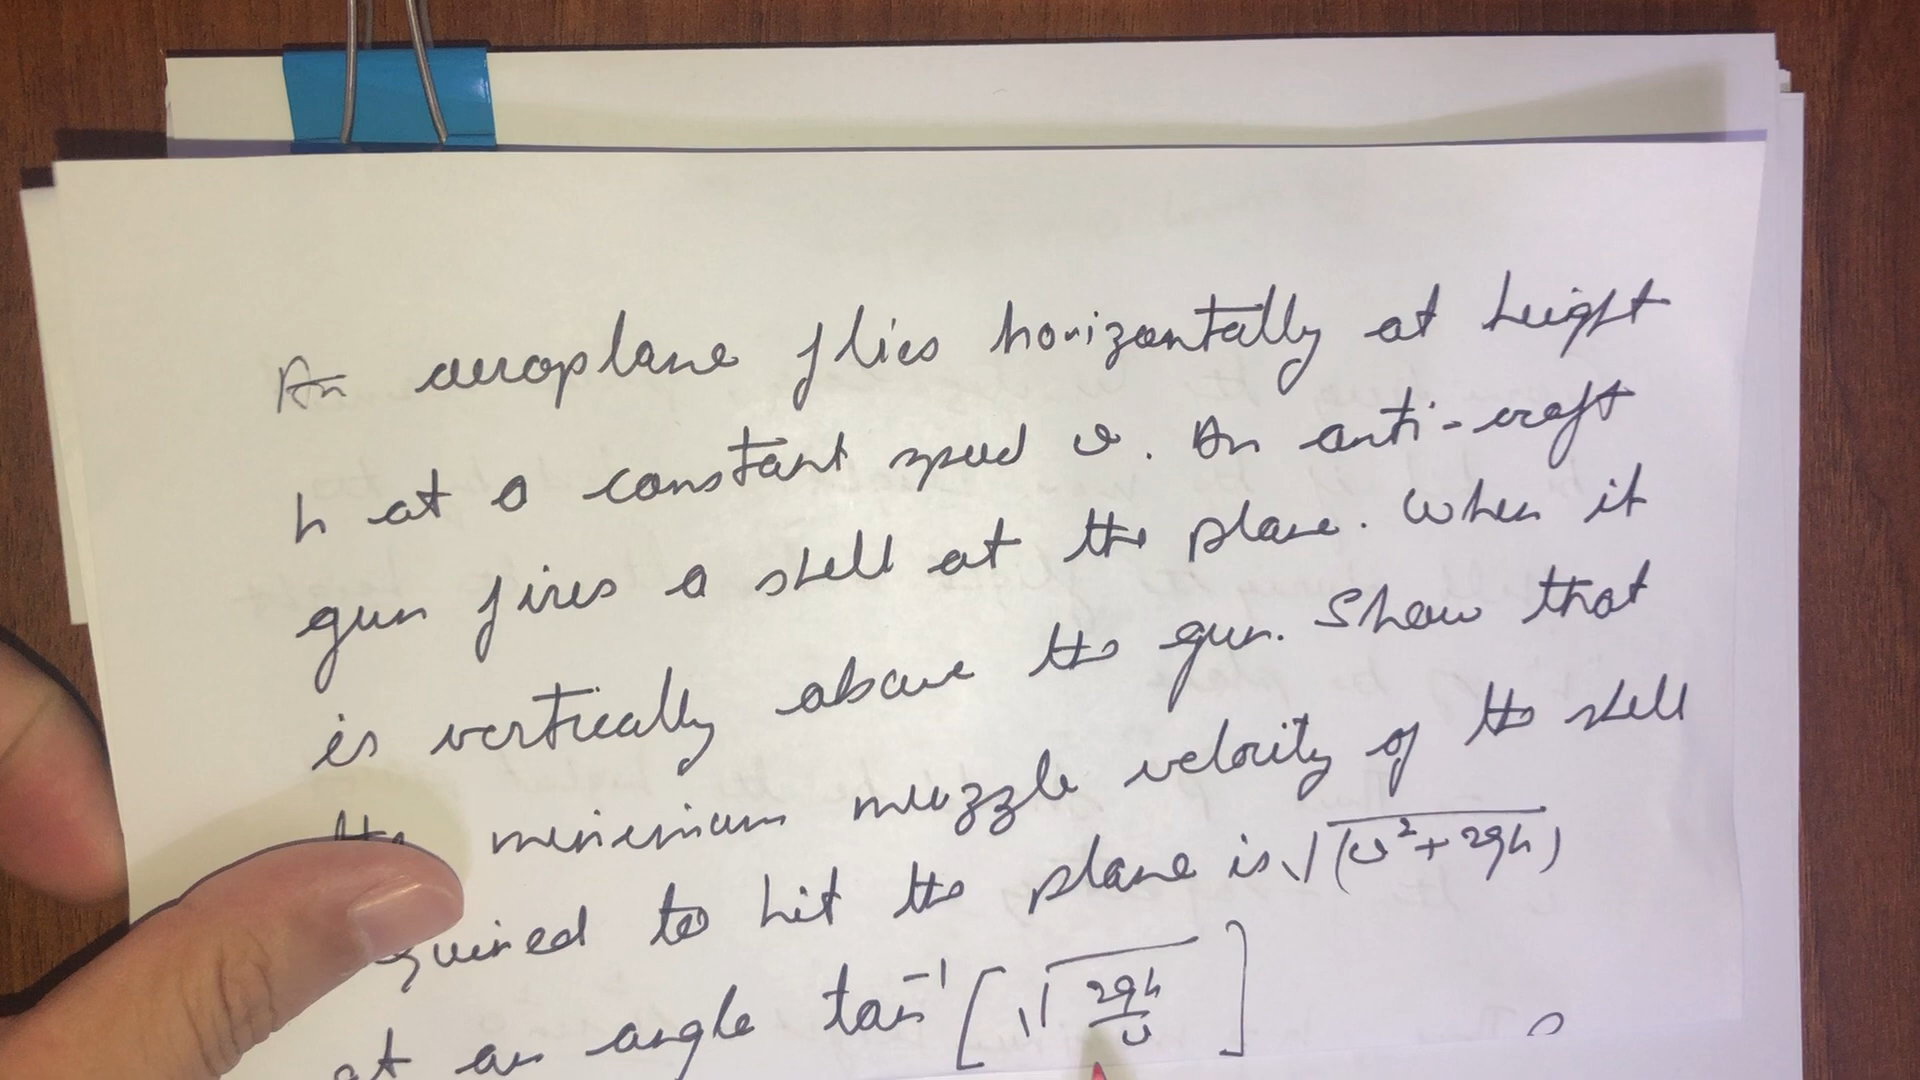 An aeroplane flies horizontally at height
h at a constant speed v. An anti-craft
gun fires a shell at the plane. When it
is vertically above the gun. Show that
the minimum muzzle velocity of the shell
quired to hit the plane is √(v²+2gh)
at an angle tan⁻¹[√2gh/v]